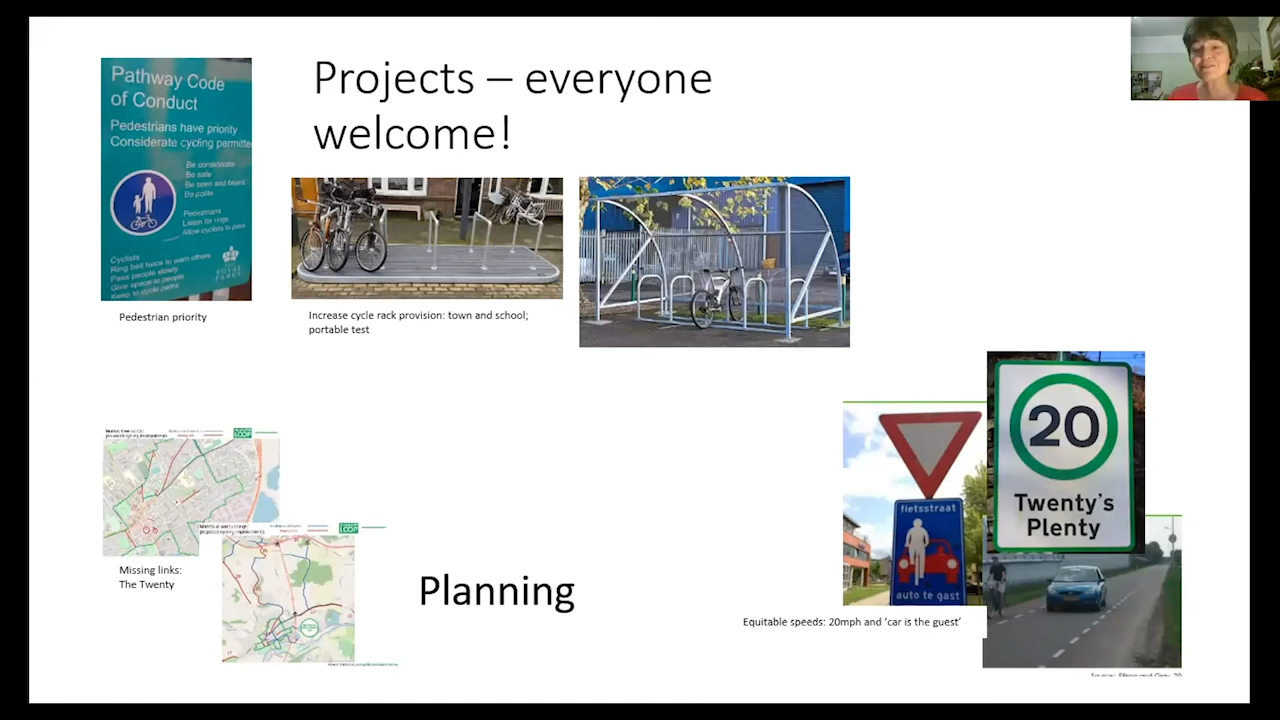 Projects – everyone
welcome!
Pathway Code
of Conduct
Pedestrians have priority
Considerate cycling permitte
Be considerate
Be safe
Be seen and heard
Be polite
Pedestrians
Listen for rings
Allow cyclists to pass
Cyclists
Ring bell twice to warn others
Pass people slowly
Give space to people
Keep to cycle paths
THE
ROYAL
PARKS
Pedestrian priority
Increase cycle rack provision: town and school;
portable test
Missing links:
The Twenty
Planning
fietsstraat
auto te gast
20
Twenty's
Plenty
Equitable speeds: 20mph and ‘car is the guest’